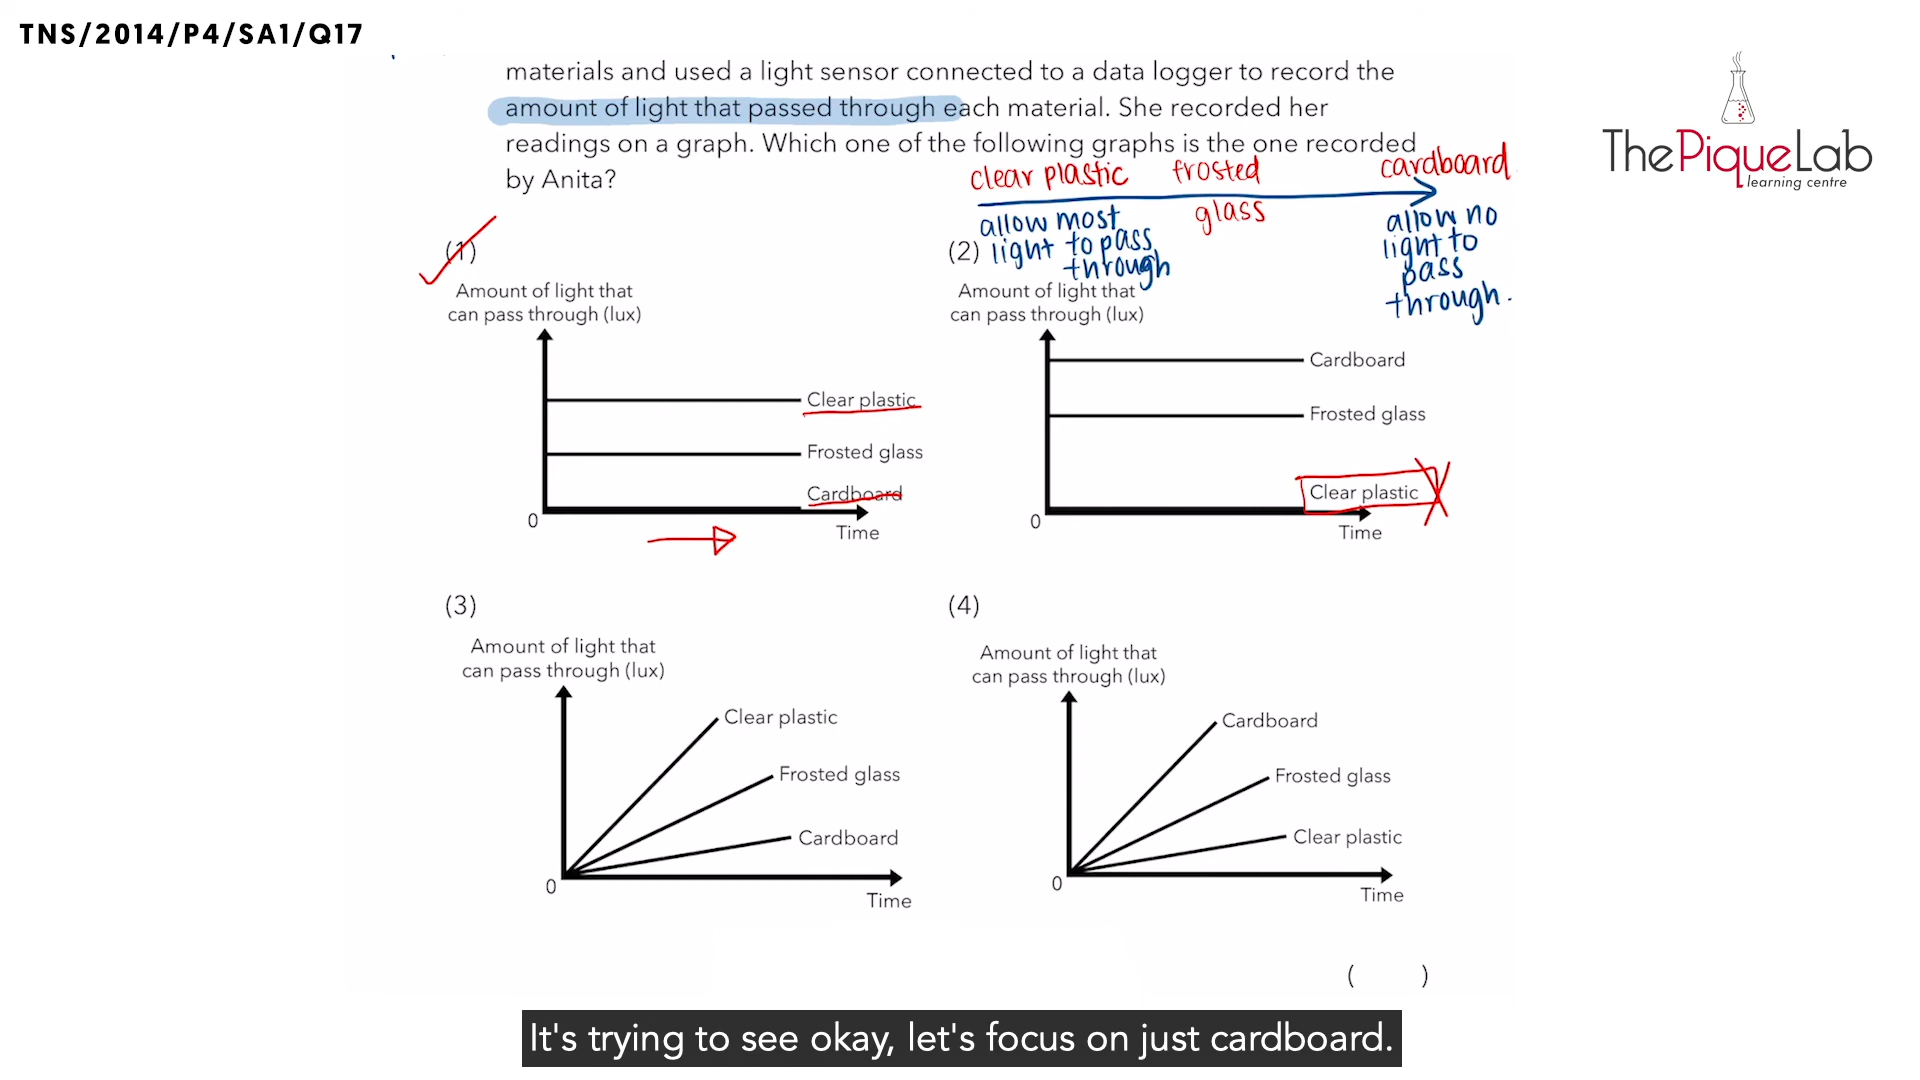 TNS/2014/P4/SA1/Q17
ThePiqueLab
learning centre
materials and used a light sensor connected to a data logger to record the
amount of light that passed through each material. She recorded her
readings on a graph. Which one of the following graphs is the one recorded
by Anita?
clear plastic
frosted
glass
cardboard
allow most
light to pass
through
allow no
light to
pass
through.
(1)
Amount of light that
can pass through (lux)
Clear plastic
Frosted glass
Cardboard
0
Time
(2)
Amount of light that
can pass through (lux)
Cardboard
Frosted glass
Clear plastic
0
Time
(3)
Amount of light that
can pass through (lux)
Clear plastic
Frosted glass
Cardboard
0
Time
(4)
Amount of light that
can pass through (lux)
Cardboard
Frosted glass
Clear plastic
0
Time
( )
It's trying to see okay, let's focus on just cardboard.